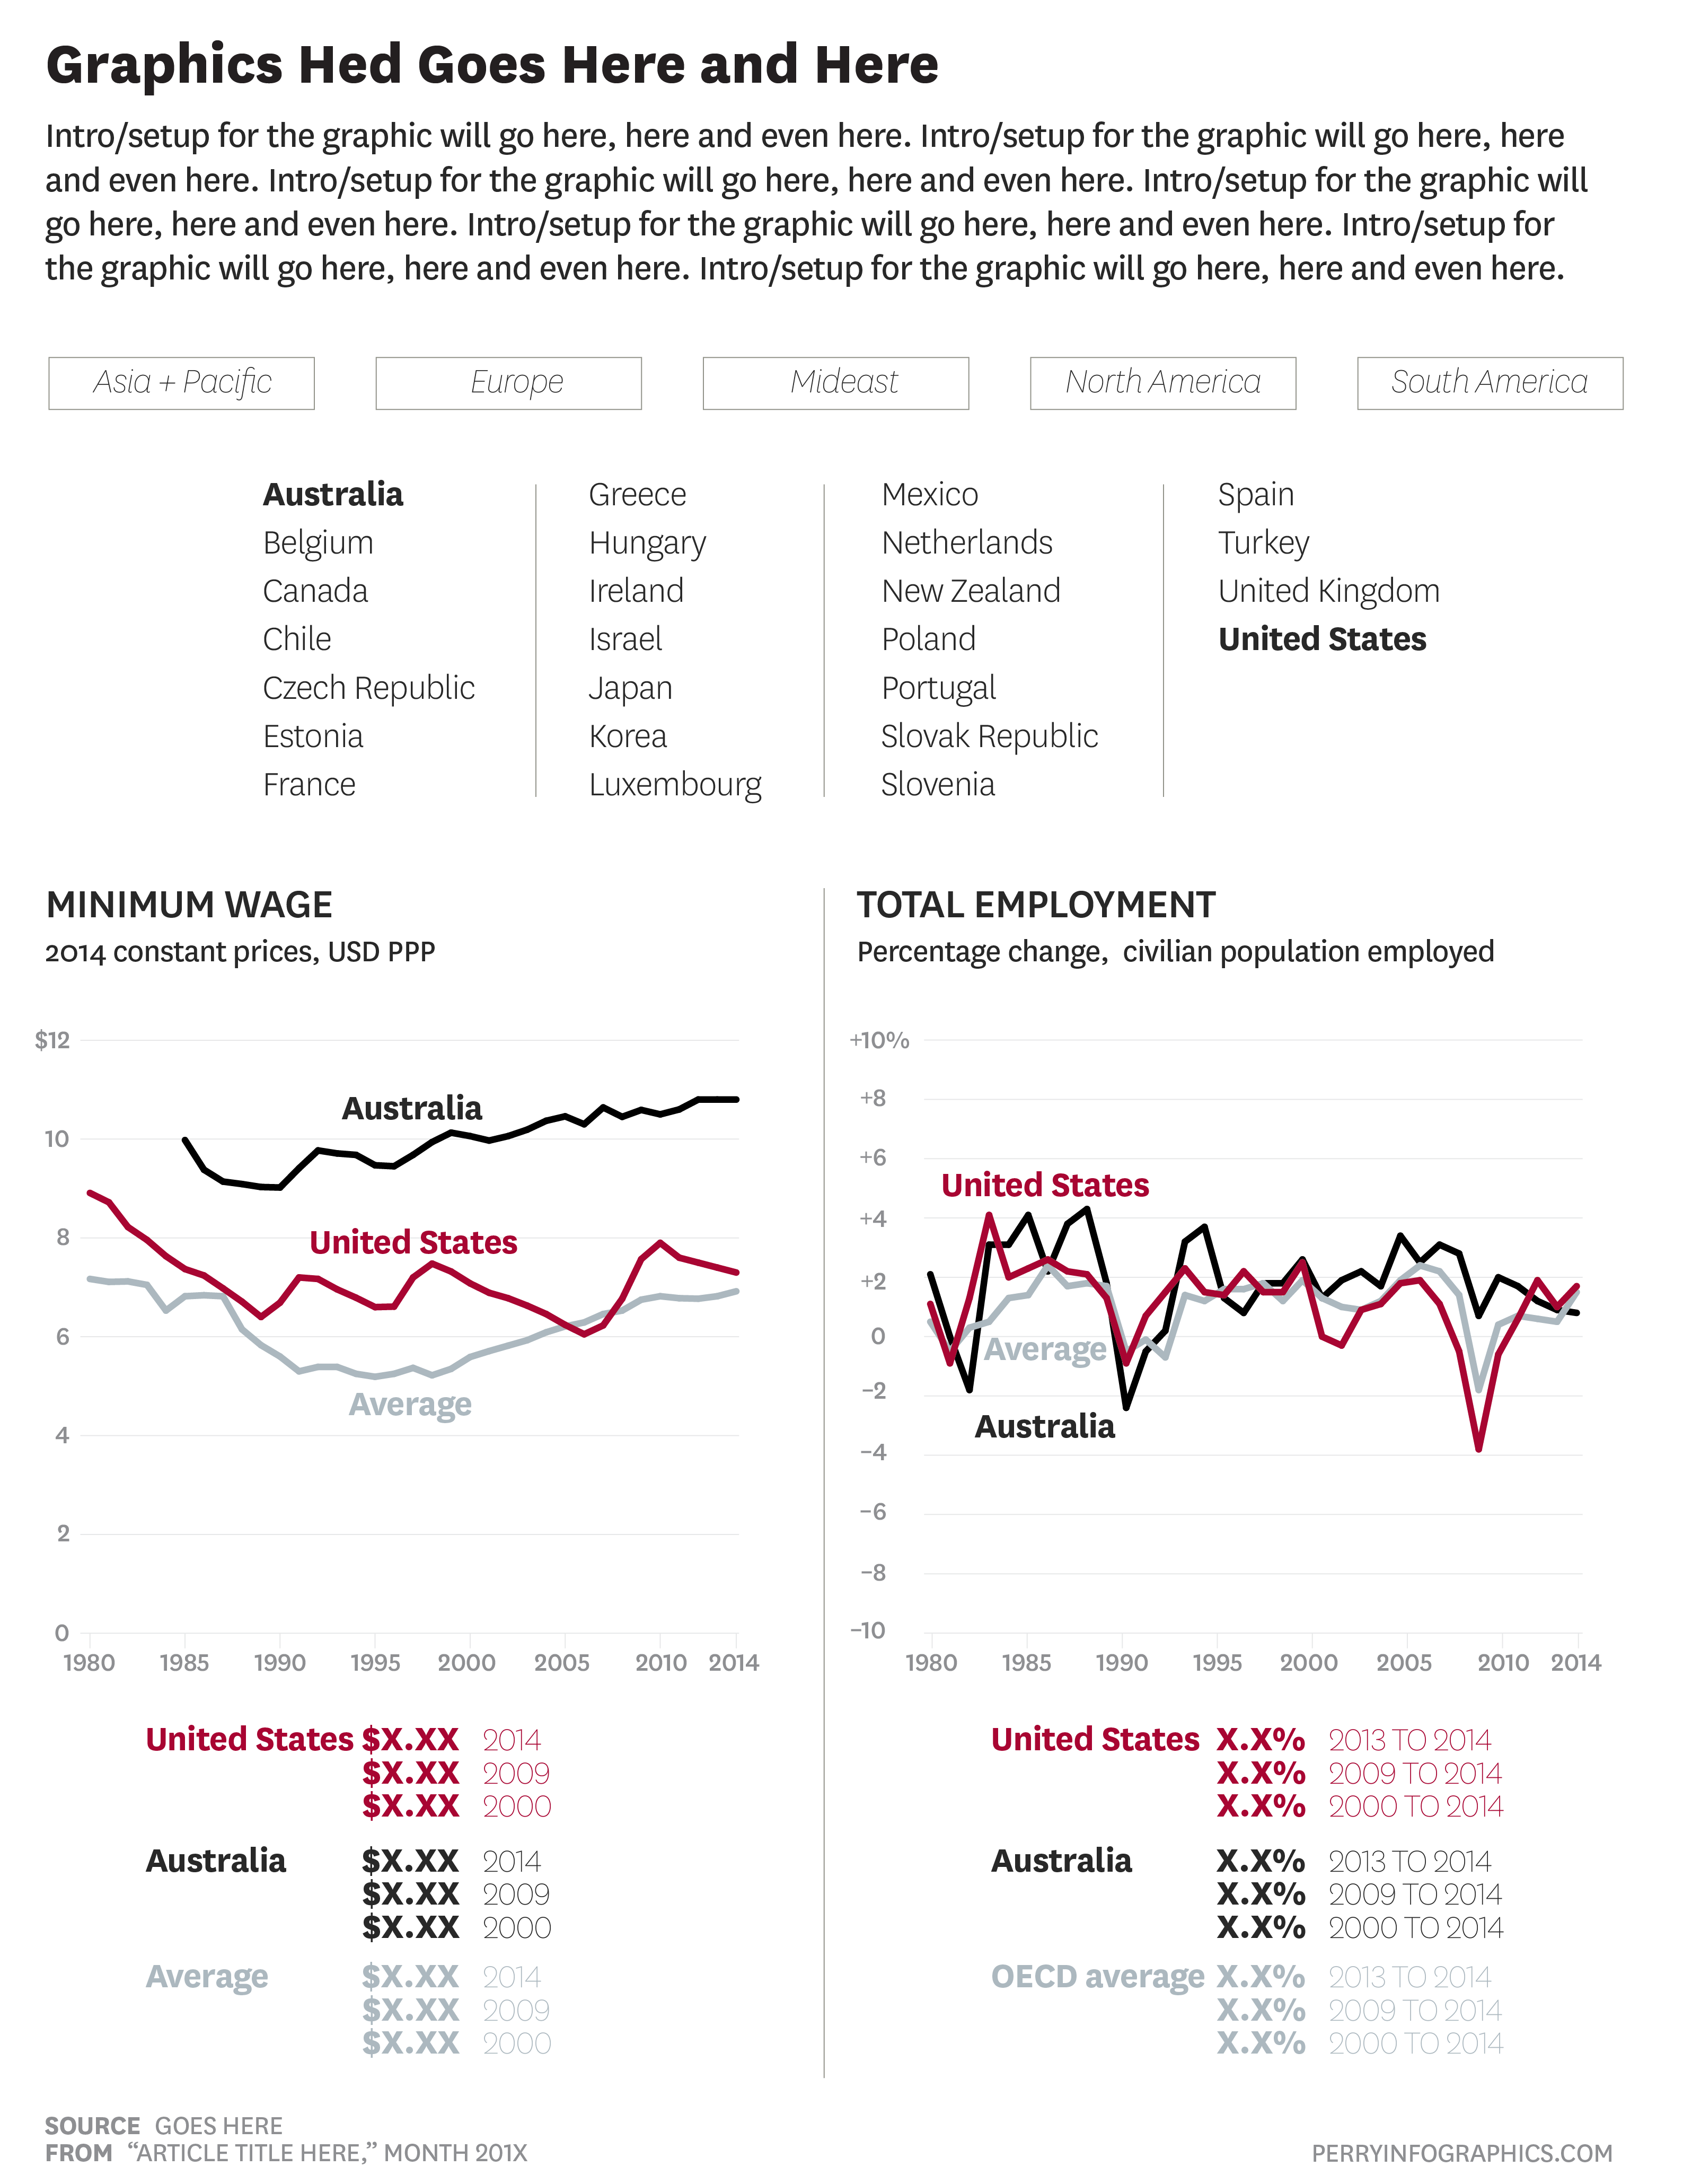 Graphics Hed Goes Here and Here
Intro/setup for the graphic will go here, here and even here. Intro/setup for the graphic will go here, here
and even here. Intro/setup for the graphic will go here, here and even here. Intro/setup for the graphic will
go here, here and even here. Intro/setup for the graphic will go here, here and even here. Intro/setup for
the graphic will go here, here and even here. Intro/setup for the graphic will go here, here and even here.
Asia + Pacific
Europe
Mideast
North America
South America
Australia
Belgium
Canada
Chile
Czech Republic
Estonia
France
Greece
Hungary
Ireland
Israel
Japan
Korea
Luxembourg
Mexico
Netherlands
New Zealand
Poland
Portugal
Slovak Republic
Slovenia
Spain
Turkey
United Kingdom
United States
MINIMUM WAGE
2014 constant prices, USD PPP
$12
10
8
6
4
2
0
Australia
United States
Average
1980 1985 1990 1995 2000 2005 2010 2014
United States $X.XX 2014
$X.XX 2009
$X.XX 2000
Australia $X.XX 2014
$X.XX 2009
$X.XX 2000
Average $X.XX 2014
$X.XX 2009
$X.XX 2000
TOTAL EMPLOYMENT
Percentage change, civilian population employed
+10%
+8
+6
+4
+2
0
−2
−4
−6
−8
−10
United States
Average
Australia
1980 1985 1990 1995 2000 2005 2010 2014
United States X.X% 2013 TO 2014
X.X% 2009 TO 2014
X.X% 2000 TO 2014
Australia X.X% 2013 TO 2014
X.X% 2009 TO 2014
X.X% 2000 TO 2014
OECD average X.X% 2013 TO 2014
X.X% 2009 TO 2014
X.X% 2000 TO 2014
SOURCE GOES HERE
FROM “ARTICLE TITLE HERE,” MONTH 201X
PERRYINFOGRAPHICS.COM